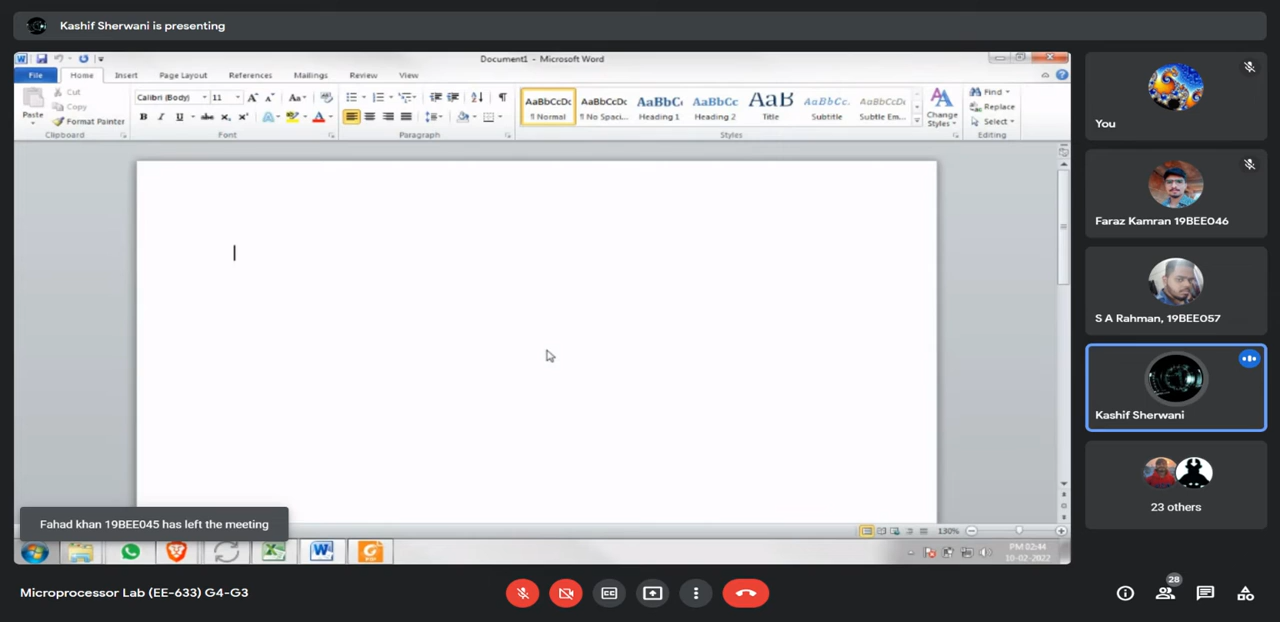 Kashif Sherwani is presenting
Document1 - Microsoft Word
File Home Insert Page Layout References Mailings Review View
Paste
Cut
Copy
Format Painter
Clipboard
Calibri (Body) 11
B I U abc x₂ x²
Font
Paragraph
AaBbCcDc AaBbCcDc AaBbC AaBbCc AaB AaBbCc. AaBbCcDc
¶ Normal ¶ No Spaci... Heading 1 Heading 2 Title Subtitle Subtle Em...
Change Styles
Styles
Find
Replace
Select
Editing
130%
PM 02:44
10-02-2022
Fahad khan 19BEE045 has left the meeting
You
Faraz Kamran 19BEE046
S A Rahman, 19BEE057
Kashif Sherwani
23 others
Microprocessor Lab (EE-633) G4-G3
28